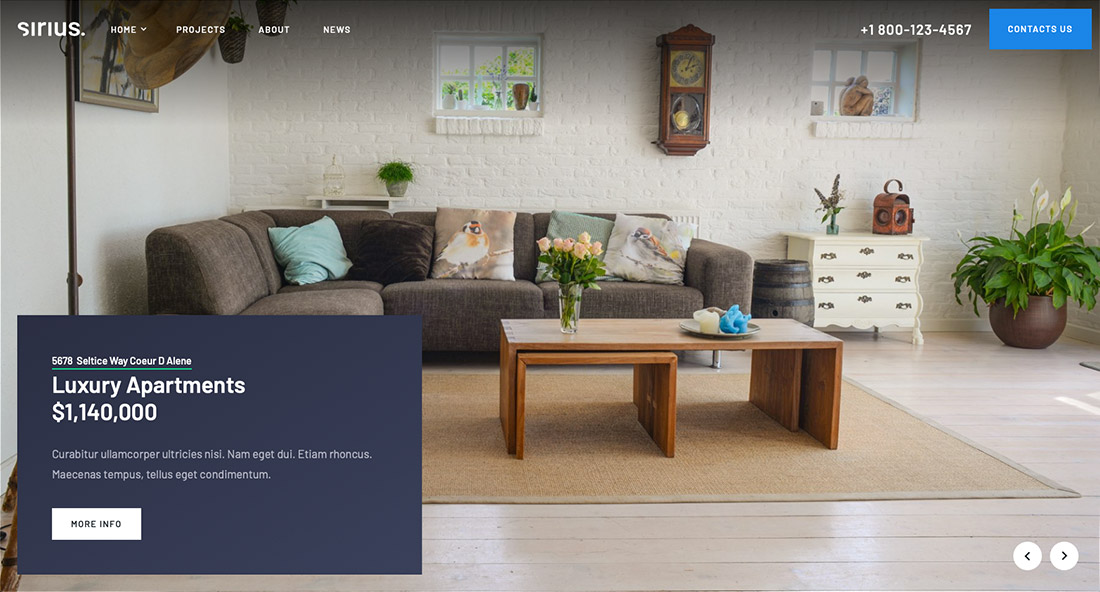 sirius.
HOME
PROJECTS
ABOUT
NEWS
+1 800-123-4567
CONTACTS US
5678 Seltice Way Coeur D Alene
Luxury Apartments
$1,140,000
Curabitur ullamcorper ultricies nisi. Nam eget dui. Etiam rhoncus.
Maecenas tempus, tellus eget condimentum.
MORE INFO